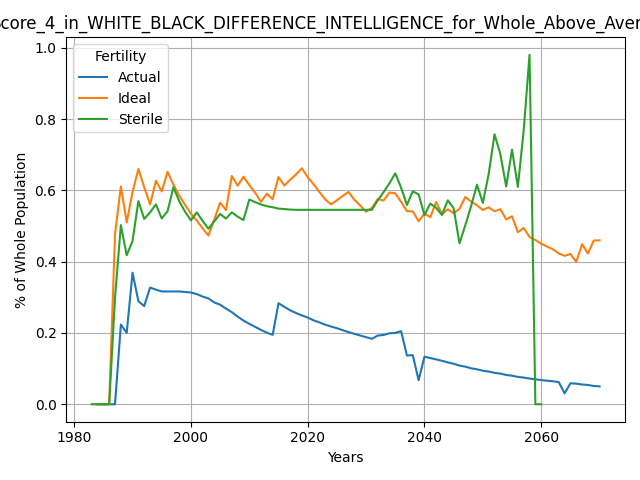 score_4_in_WHITE_BLACK_DIFFERENCE_INTELLIGENCE_for_Whole_Above_Aver
Fertility
Actual
Ideal
Sterile
1.0
0.8
0.6
0.4
0.2
0.0
% of Whole Population
1980
2000
2020
2040
2060
Years